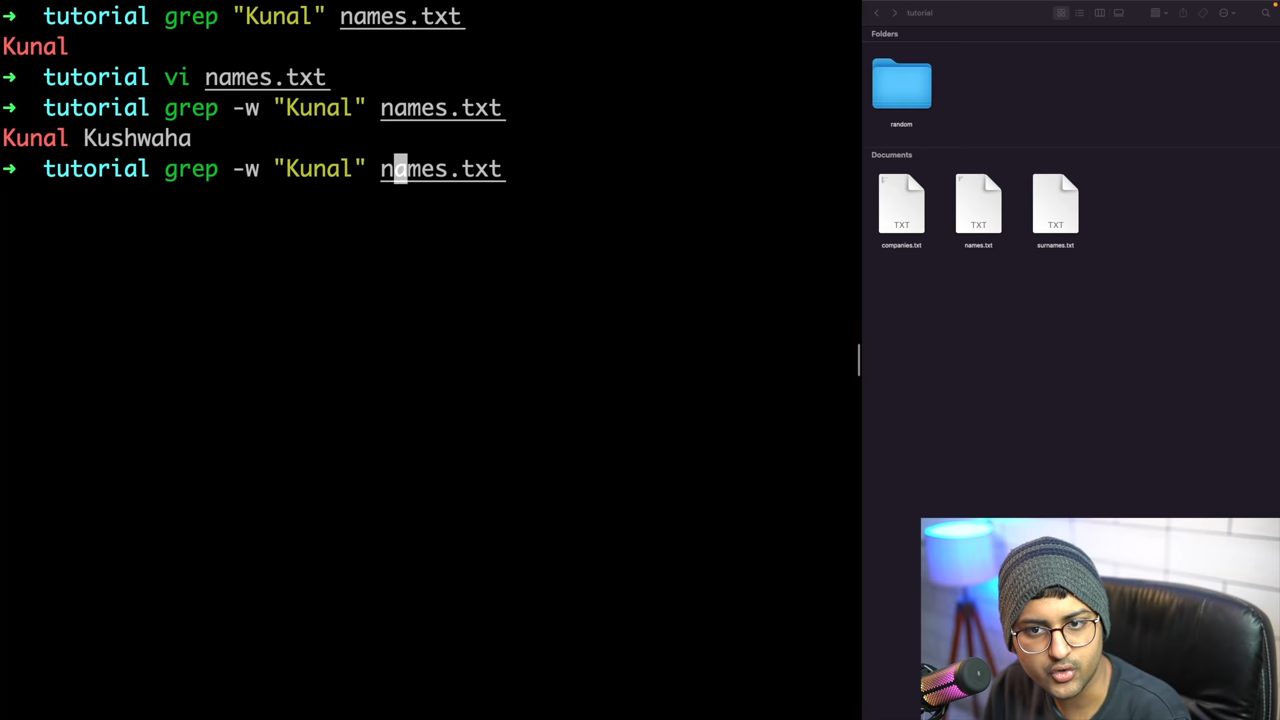 ➜ tutorial grep "Kunal" names.txt
Kunal
➜ tutorial vi names.txt
➜ tutorial grep -w "Kunal" names.txt
Kunal Kushwaha
➜ tutorial grep -w "Kunal" names.txt
tutorial
Folders
random
Documents
TXT TXT TXT
companies.txt names.txt surnames.txt